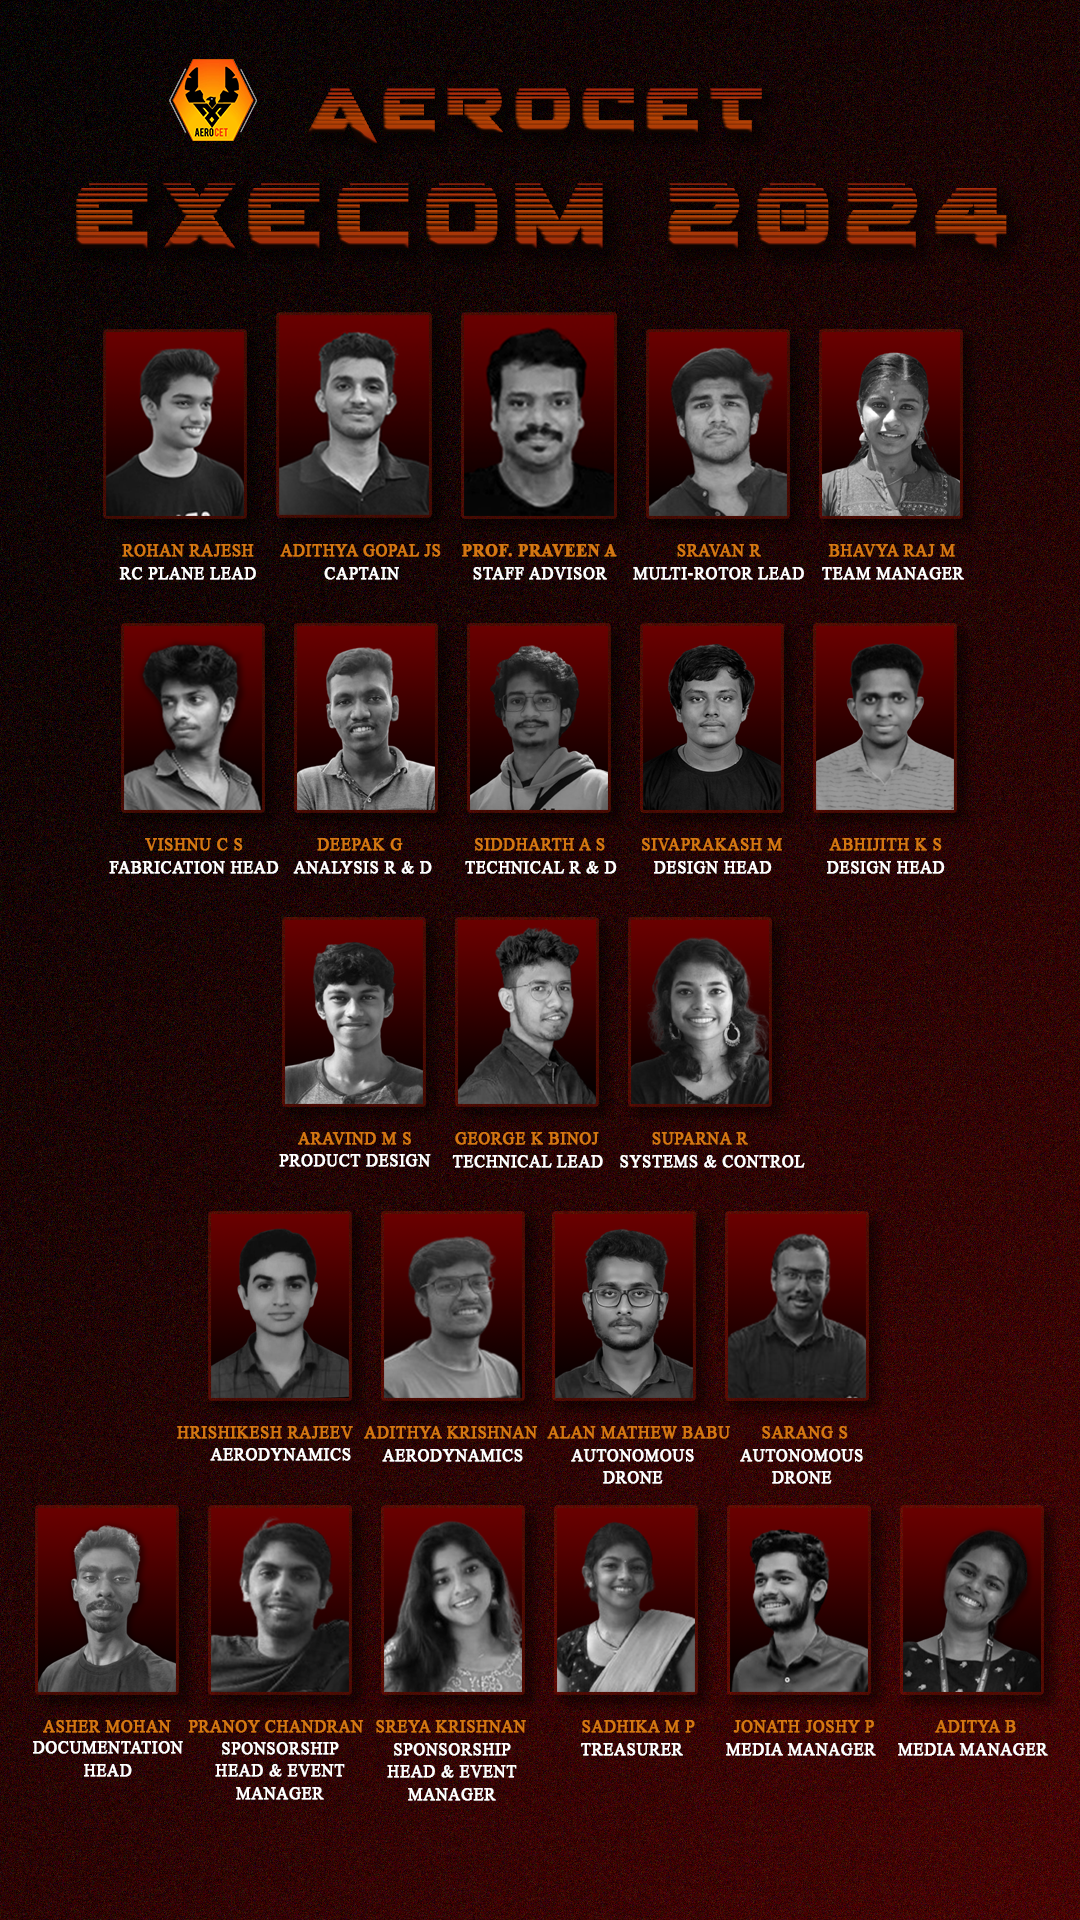 AEROCET
AEROCET
EXECOM 2024
ROHAN RAJESH
RC PLANE LEAD
ADITHYA GOPAL JS
CAPTAIN
PROF. PRAVEEN A
STAFF ADVISOR
SRAVAN R
MULTI-ROTOR LEAD
BHAVYA RAJ M
TEAM MANAGER
VISHNU C S
FABRICATION HEAD
DEEPAK G
ANALYSIS R & D
SIDDHARTH A S
TECHNICAL R & D
SIVAPRAKASH M
DESIGN HEAD
ABHIJITH K S
DESIGN HEAD
ARAVIND M S
PRODUCT DESIGN
GEORGE K BINOJ
TECHNICAL LEAD
SUPARNA R
SYSTEMS & CONTROL
HRISHIKESH RAJEEV
AERODYNAMICS
ADITHYA KRISHNAN
AERODYNAMICS
ALAN MATHEW BABU
AUTONOMOUS
DRONE
SARANG S
AUTONOMOUS
DRONE
ASHER MOHAN
DOCUMENTATION
HEAD
PRANOY CHANDRAN
SPONSORSHIP
HEAD & EVENT
MANAGER
SREYA KRISHNAN
SPONSORSHIP
HEAD & EVENT
MANAGER
SADHIKA M P
TREASURER
JONATH JOSHY P
MEDIA MANAGER
ADITYA B
MEDIA MANAGER